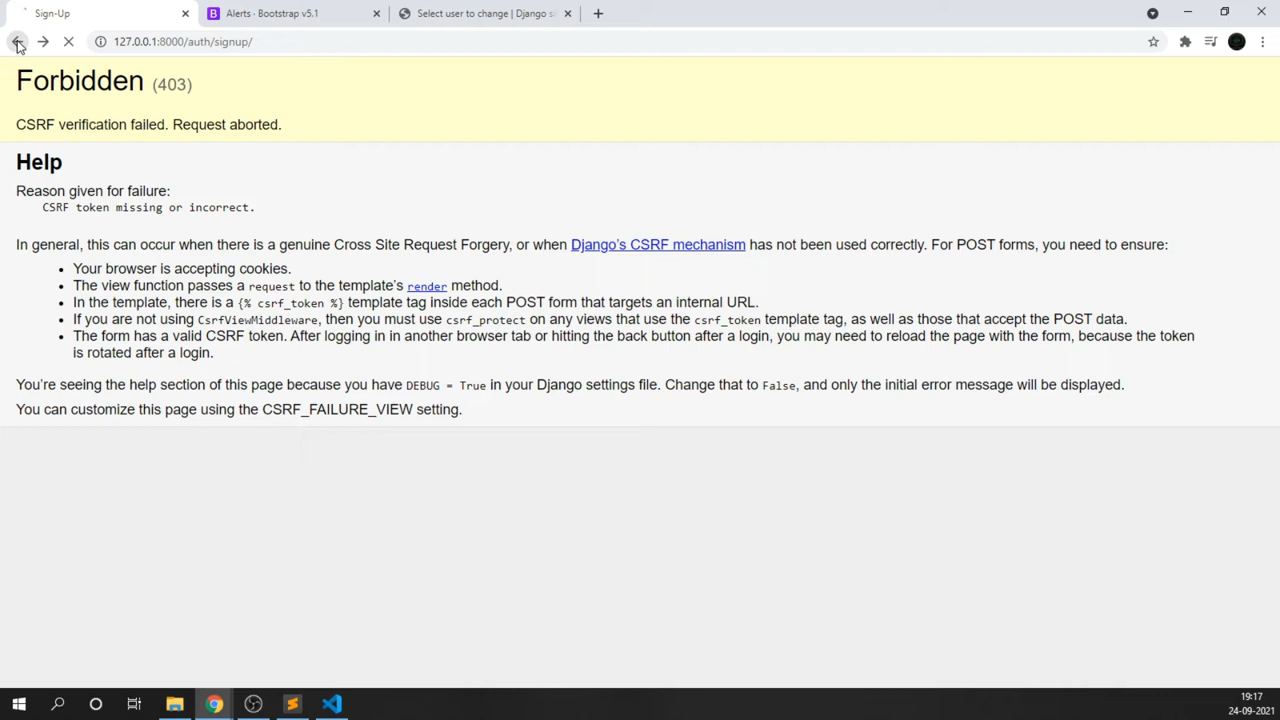 Sign-Up
Alerts · Bootstrap v5.1
Select user to change | Django s
127.0.0.1:8000/auth/signup/
Forbidden (403)
CSRF verification failed. Request aborted.
Help
Reason given for failure:
CSRF token missing or incorrect.
In general, this can occur when there is a genuine Cross Site Request Forgery, or when Django's CSRF mechanism has not been used correctly. For POST forms, you need to ensure:
• Your browser is accepting cookies.
• The view function passes a request to the template's render method.
• In the template, there is a {% csrf_token %} template tag inside each POST form that targets an internal URL.
• If you are not using CsrfViewMiddleware, then you must use csrf_protect on any views that use the csrf_token template tag, as well as those that accept the POST data.
• The form has a valid CSRF token. After logging in in another browser tab or hitting the back button after a login, you may need to reload the page with the form, because the token
is rotated after a login.
You're seeing the help section of this page because you have DEBUG = True in your Django settings file. Change that to False, and only the initial error message will be displayed.
You can customize this page using the CSRF_FAILURE_VIEW setting.
19:17
24-09-2021